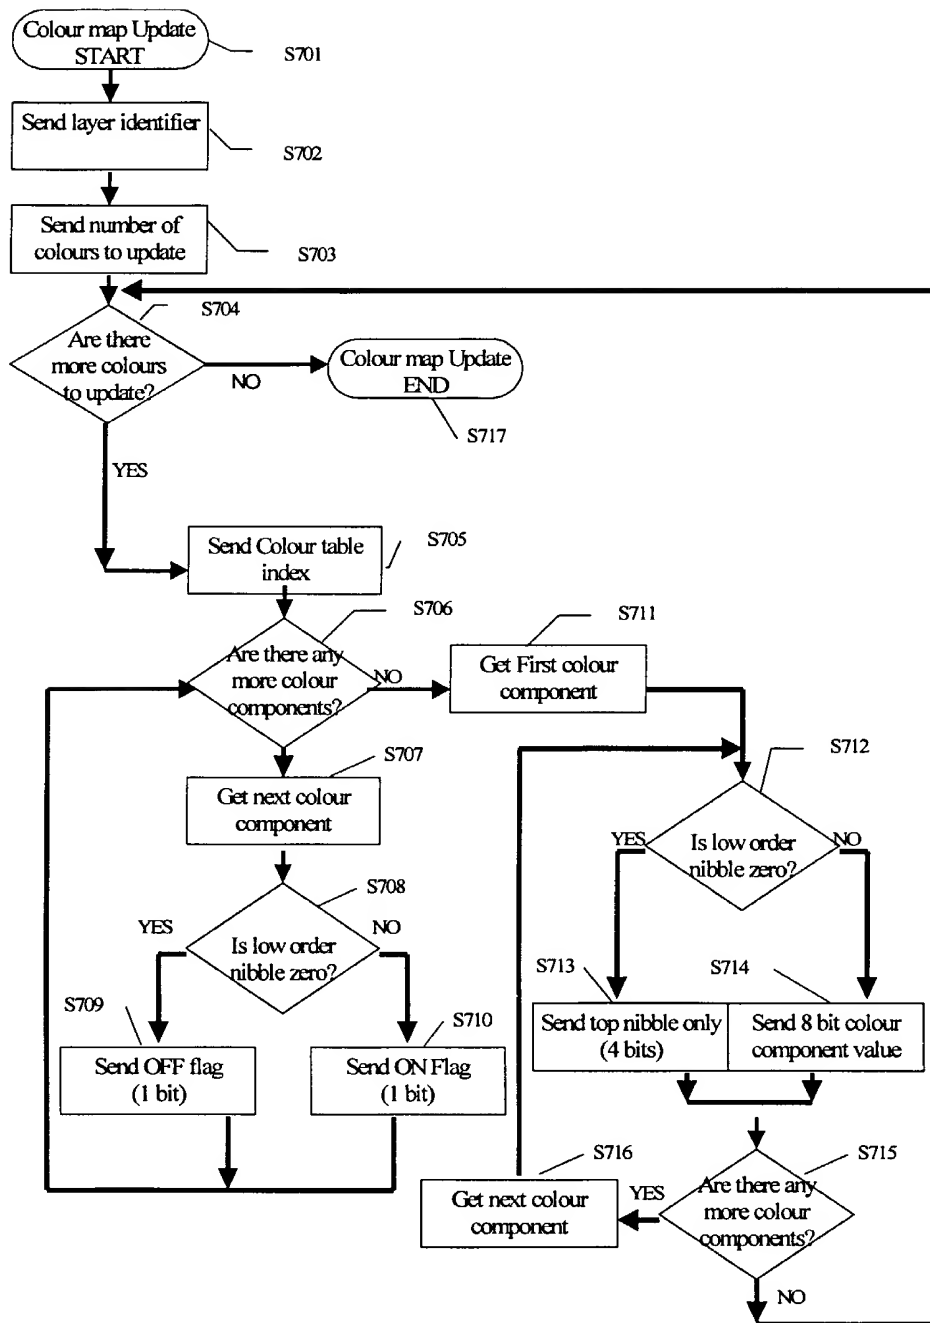 Colour map Update
START
S701
Send layer identifier
S702
Send number of
colours to update
S703
S704
Are there
more colours
to update?
NO
Colour map Update
END
S717
YES
Send Colour table
index
S705
S706
Are there any
more colour
components?
NO
S711
Get First colour
component
S707
Get next colour
component
S712
Is low order
nibble zero?
YES
NO
S708
Is low order
nibble zero?
YES
NO
S709
Send OFF flag
(1 bit)
S710
Send ON Flag
(1 bit)
S713
Send top nibble only
(4 bits)
S714
Send 8 bit colour
component value
S715
Are there any
more colour
components?
YES
S716
Get next colour
component
NO